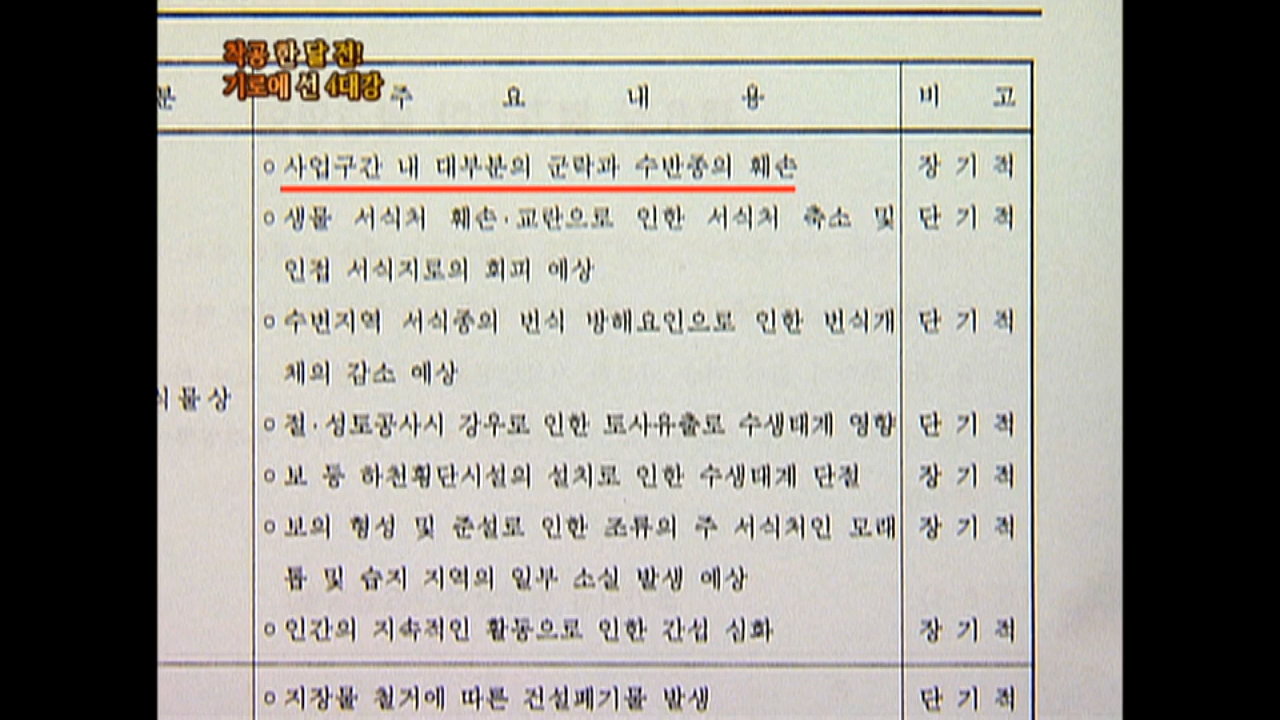 착공 한 달 전!
기로에 선 4대강
분 주 요 내 용 비 고
○ 사업구간 내 대부분의 군락과 수반종의 훼손 장 기 적
○ 생물 서식처 훼손·교란으로 인한 서식처 축소 및 단 기 적
인접 서식지로의 회피 예상
○ 수변지역 서식종의 번식 방해요인으로 인한 번식개 단 기 적
체의 감소 예상
식 물 상
○ 절·성토공사시 강우로 인한 토사유출로 수생태계 영향 단 기 적
○ 보 등 하천횡단시설의 설치로 인한 수생태계 단절 장 기 적
○ 보의 형성 및 준설로 인한 조류의 주 서식처인 모래 장 기 적
톱 및 습지 지역의 일부 소실 발생 예상
○ 인간의 지속적인 활동으로 인한 간섭 심화 장 기 적
○ 지장물 철거에 따른 건설폐기물 발생 단 기 적